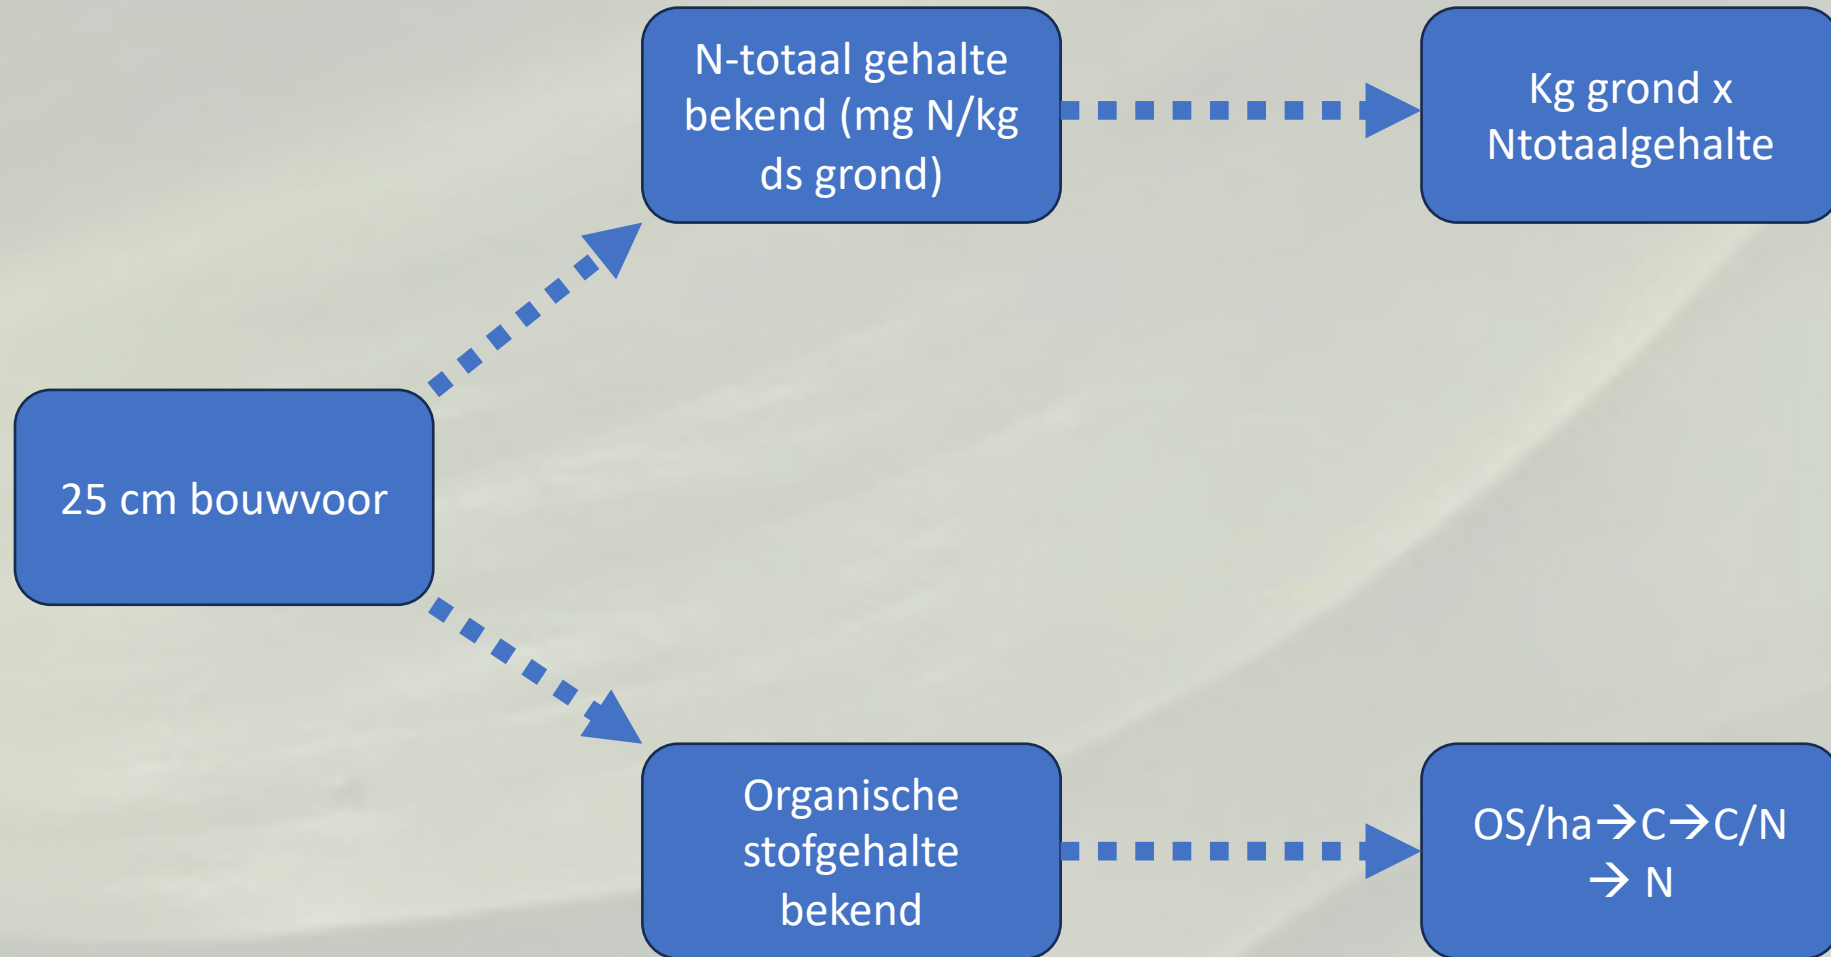 N-totaal gehalte
bekend (mg N/kg
ds grond)
Kg grond x
Ntotaalgehalte
25 cm bouwvoor
Organische
stofgehalte
bekend
OS/ha→C→C/N
→ N